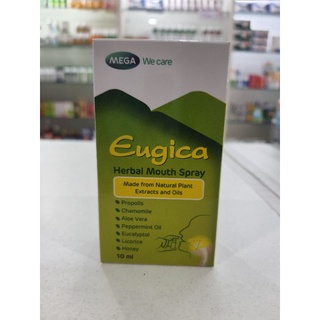 MEGA We care
Eugica
Herbal Mouth Spray
Made from Natural Plant
Extracts and Oils
Propolis
Chamomile
Aloe Vera
Peppermint Oil
Eucalyptol
Licorice
Honey
10 ml